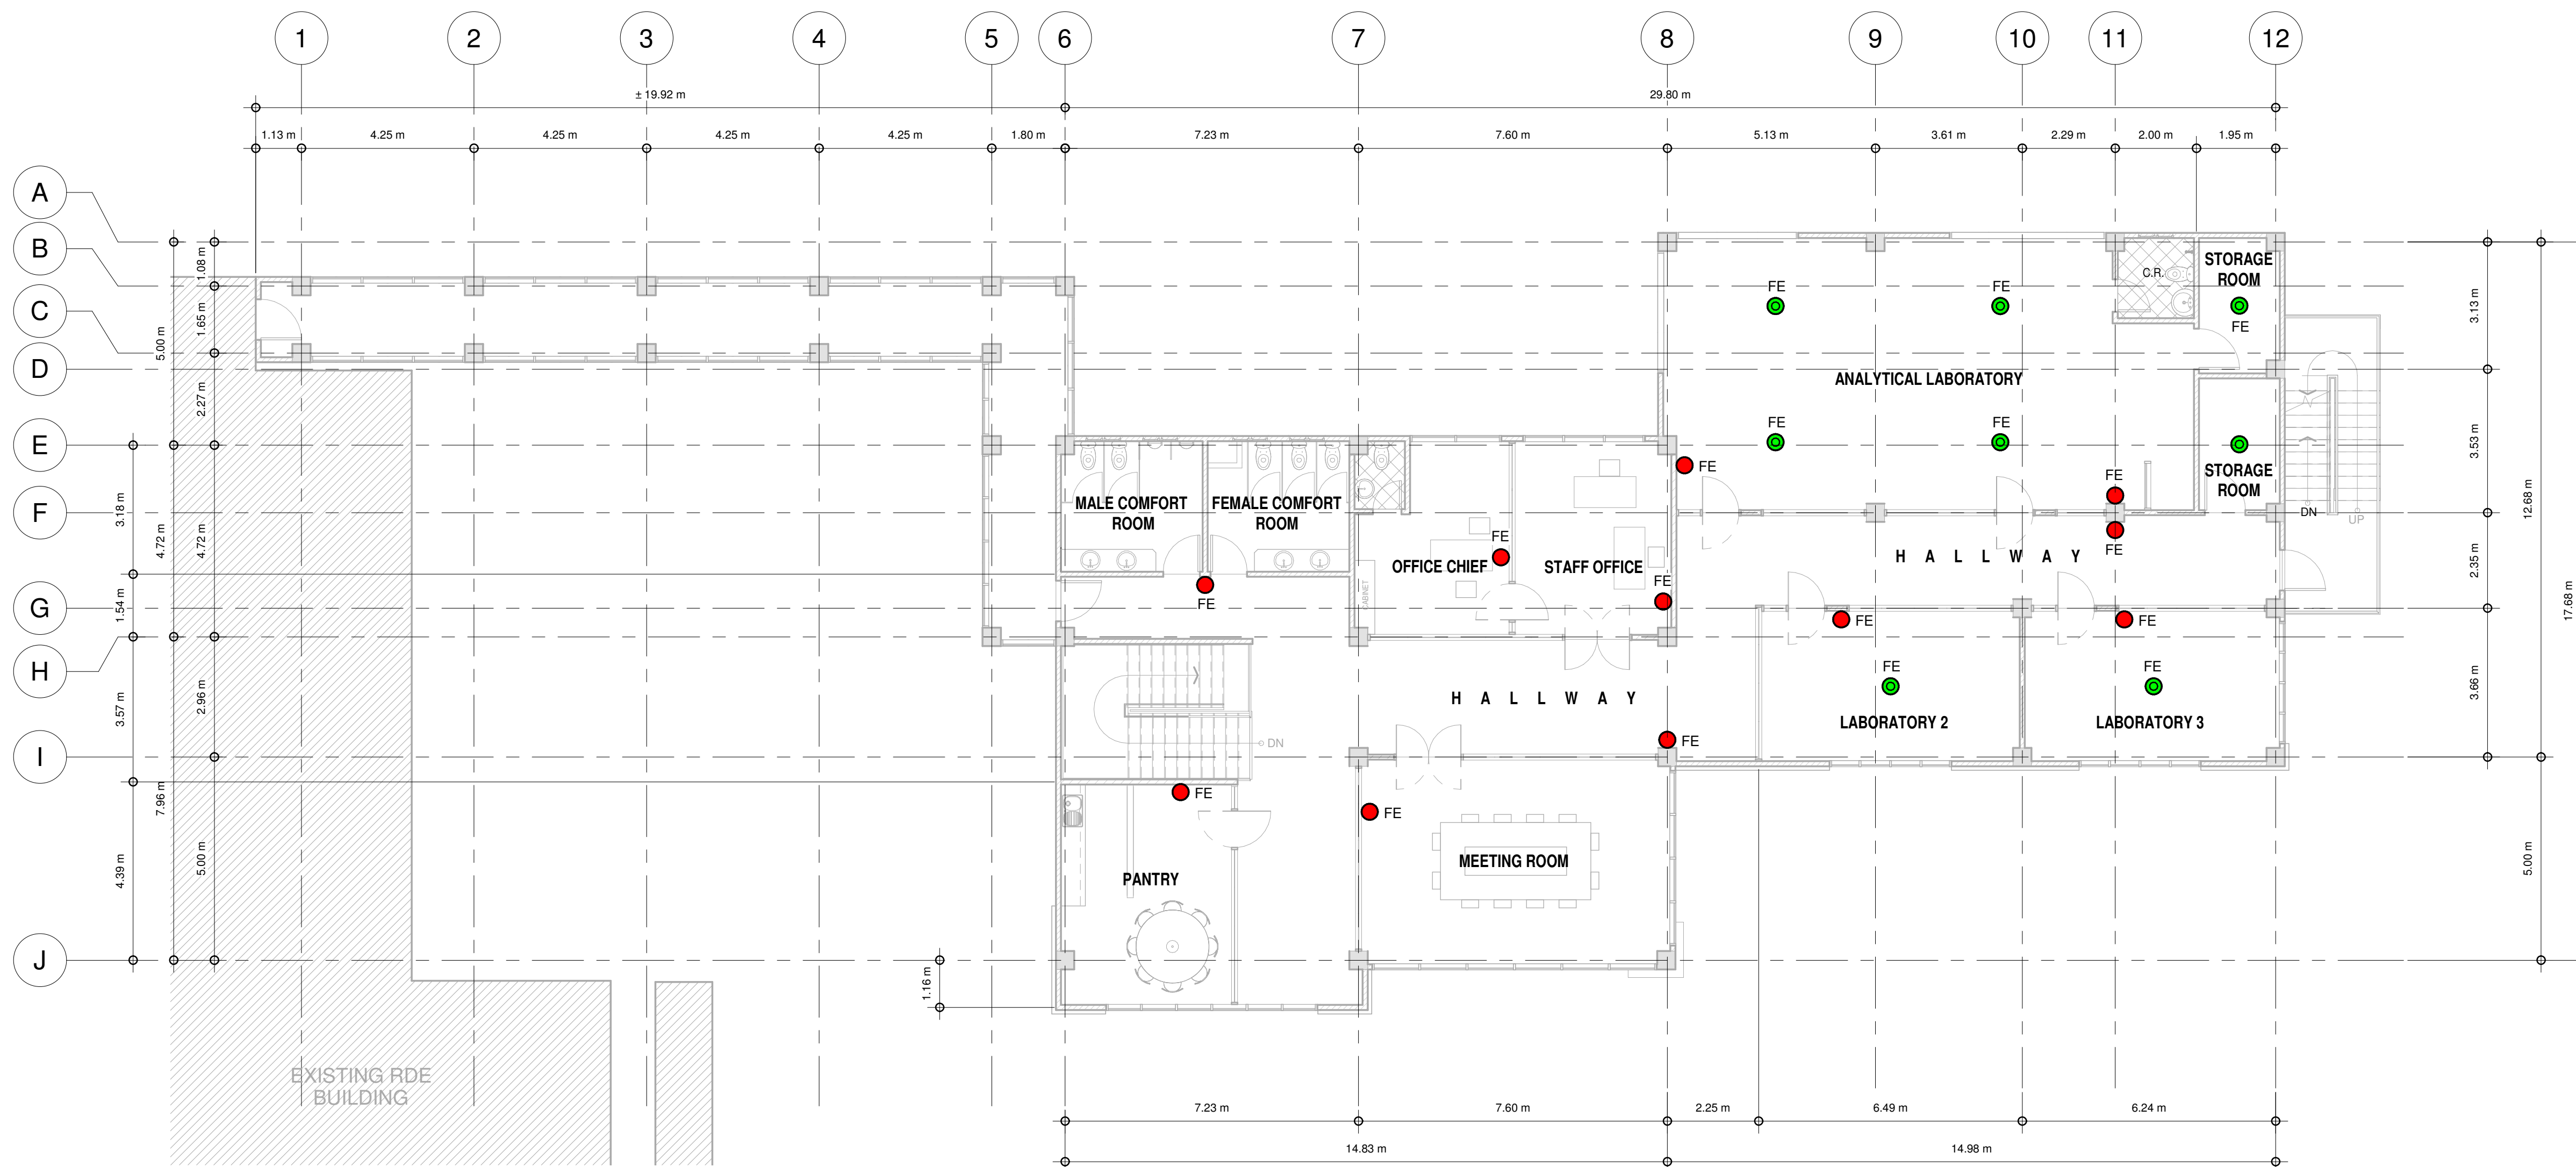 1 2 3 4 5 6 7 8 9 10 11 12
± 19.92 m 29.80 m
1.13 m 4.25 m 4.25 m 4.25 m 4.25 m 1.80 m 7.23 m 7.60 m 5.13 m 3.61 m 2.29 m 2.00 m 1.95 m
A
B
C
D
E
F
G
H
I
J
1.08 m
1.65 m
5.00 m
2.27 m
3.18 m
4.72 m
4.72 m
1.54 m
3.57 m
2.96 m
7.96 m
4.39 m
5.00 m
1.16 m
C.R.
STORAGE
ROOM
FE
FE
FE
ANALYTICAL LABORATORY
FE
FE
FE
FE
STORAGE
ROOM
MALE COMFORT
ROOM
FEMALE COMFORT
ROOM
DN
UP
FE
FE
OFFICE CHIEF
STAFF OFFICE
CABINET
HALLWAY
FE
FE
FE
FE
FE
FE
HALLWAY
LABORATORY 2
LABORATORY 3
DN
FE
FE
FE
MEETING ROOM
PANTRY
3.13 m
3.53 m
12.68 m
2.35 m
17.68 m
3.66 m
5.00 m
EXISTING RDE
BUILDING
7.23 m 7.60 m 2.25 m 6.49 m 6.24 m
14.83 m 14.98 m